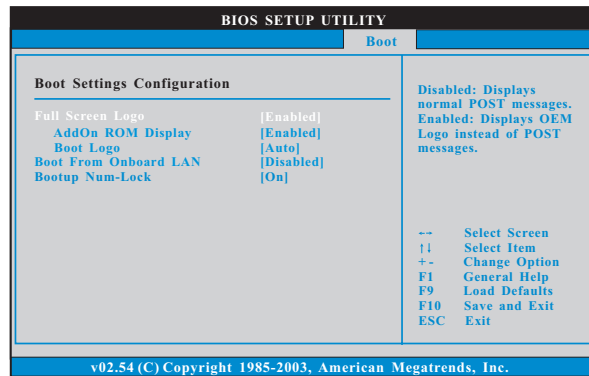 BIOS SETUP UTILITY
Boot
Boot Settings Configuration
Full Screen Logo [Enabled]
AddOn ROM Display [Enabled]
Boot Logo [Auto]
Boot From Onboard LAN [Disabled]
Bootup Num-Lock [On]
Disabled: Displays
normal POST messages.
Enabled: Displays OEM
Logo instead of POST
messages.
←→ Select Screen
↑↓ Select Item
+- Change Option
F1 General Help
F9 Load Defaults
F10 Save and Exit
ESC Exit
v02.54 (C) Copyright 1985-2003, American Megatrends, Inc.